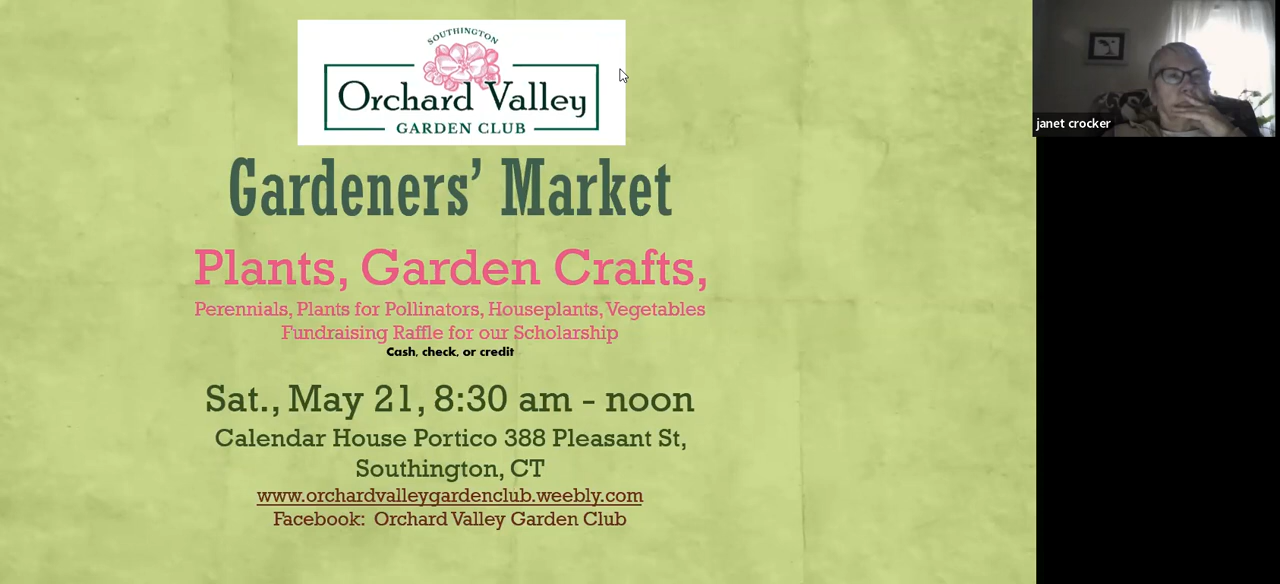 SOUTHINGTON
Orchard Valley
GARDEN CLUB
Gardeners’ Market
Plants, Garden Crafts,
Perennials, Plants for Pollinators, Houseplants, Vegetables
Fundraising Raffle for our Scholarship
Cash, check, or credit
Sat., May 21, 8:30 am - noon
Calendar House Portico 388 Pleasant St,
Southington, CT
www.orchardvalleygardenclub.weebly.com
Facebook: Orchard Valley Garden Club
janet crocker